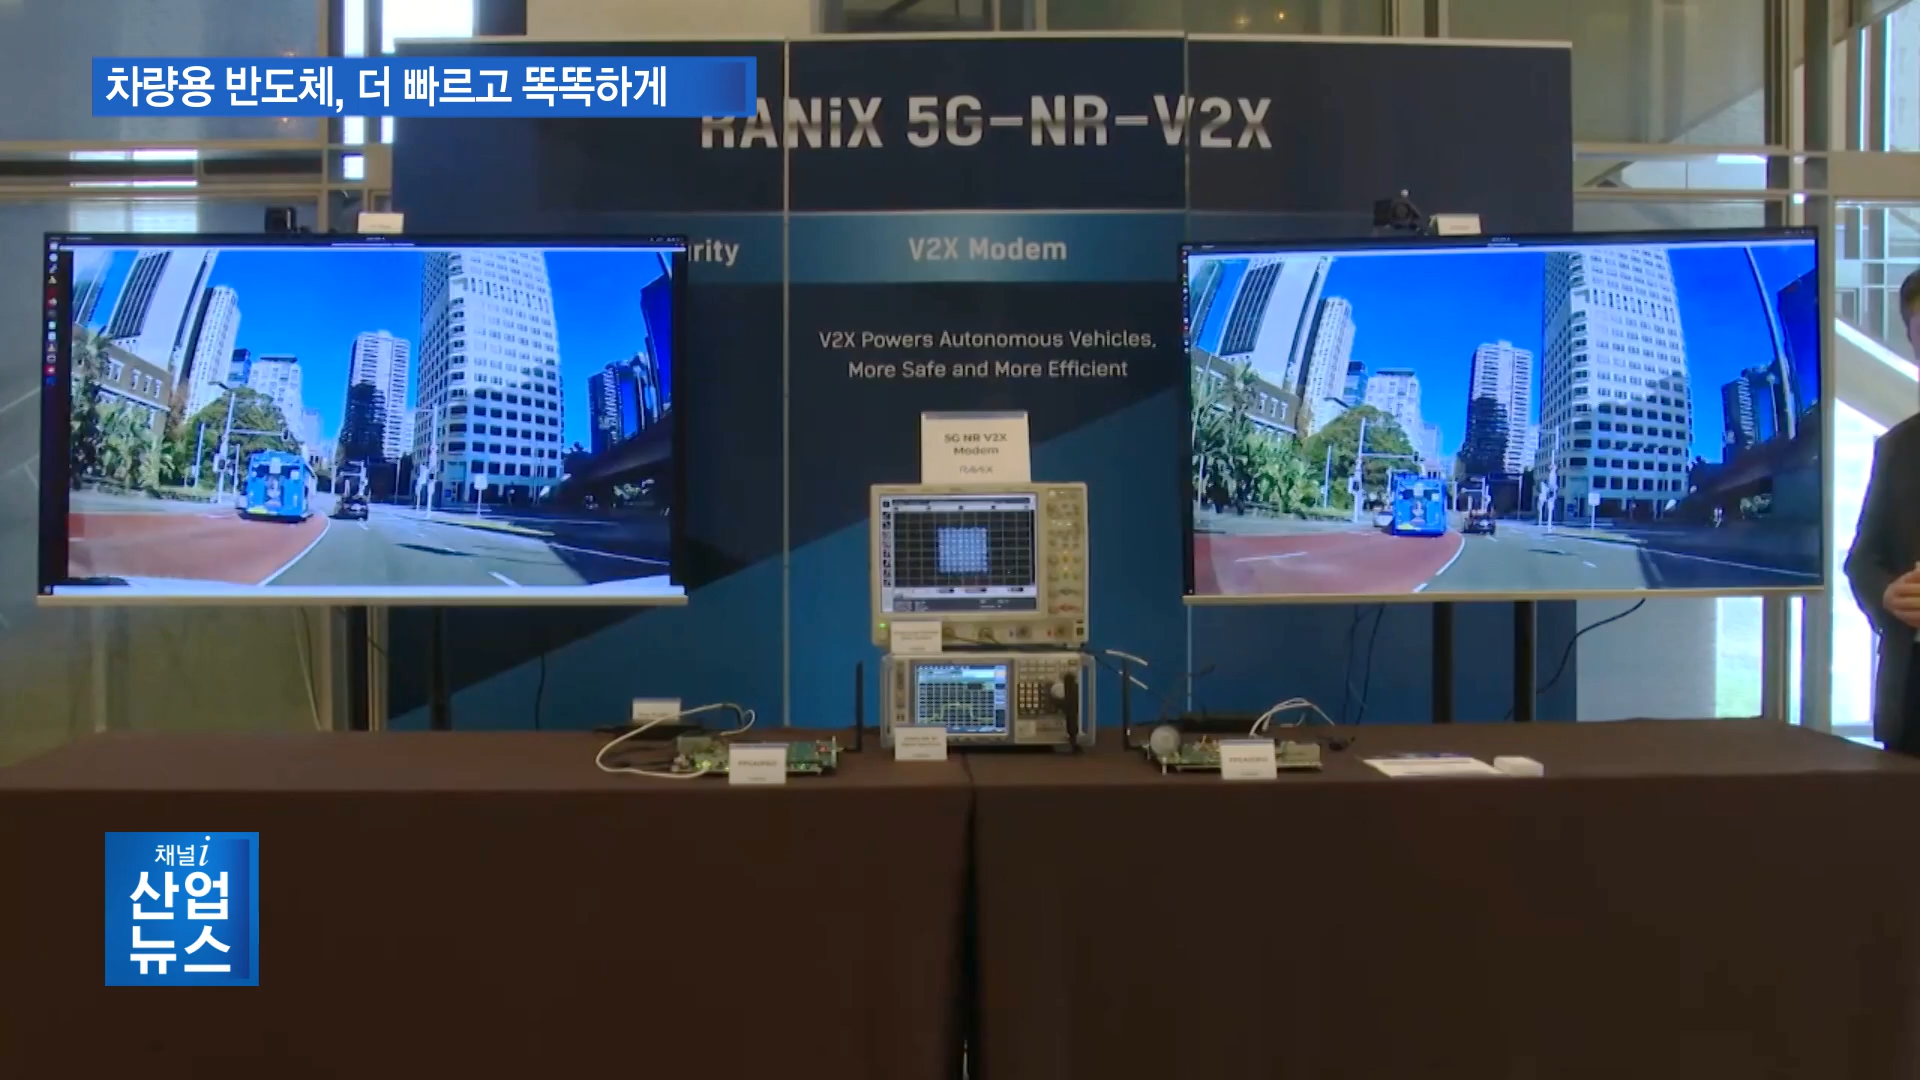 차량용 반도체, 더 빠르고 똑똑하게
RANiX 5G-NR-V2X
V2X Modem
V2X Powers Autonomous Vehicles,
More Safe and More Efficient
5G NR V2X
Modem
RANiX
채널i
산업
뉴스